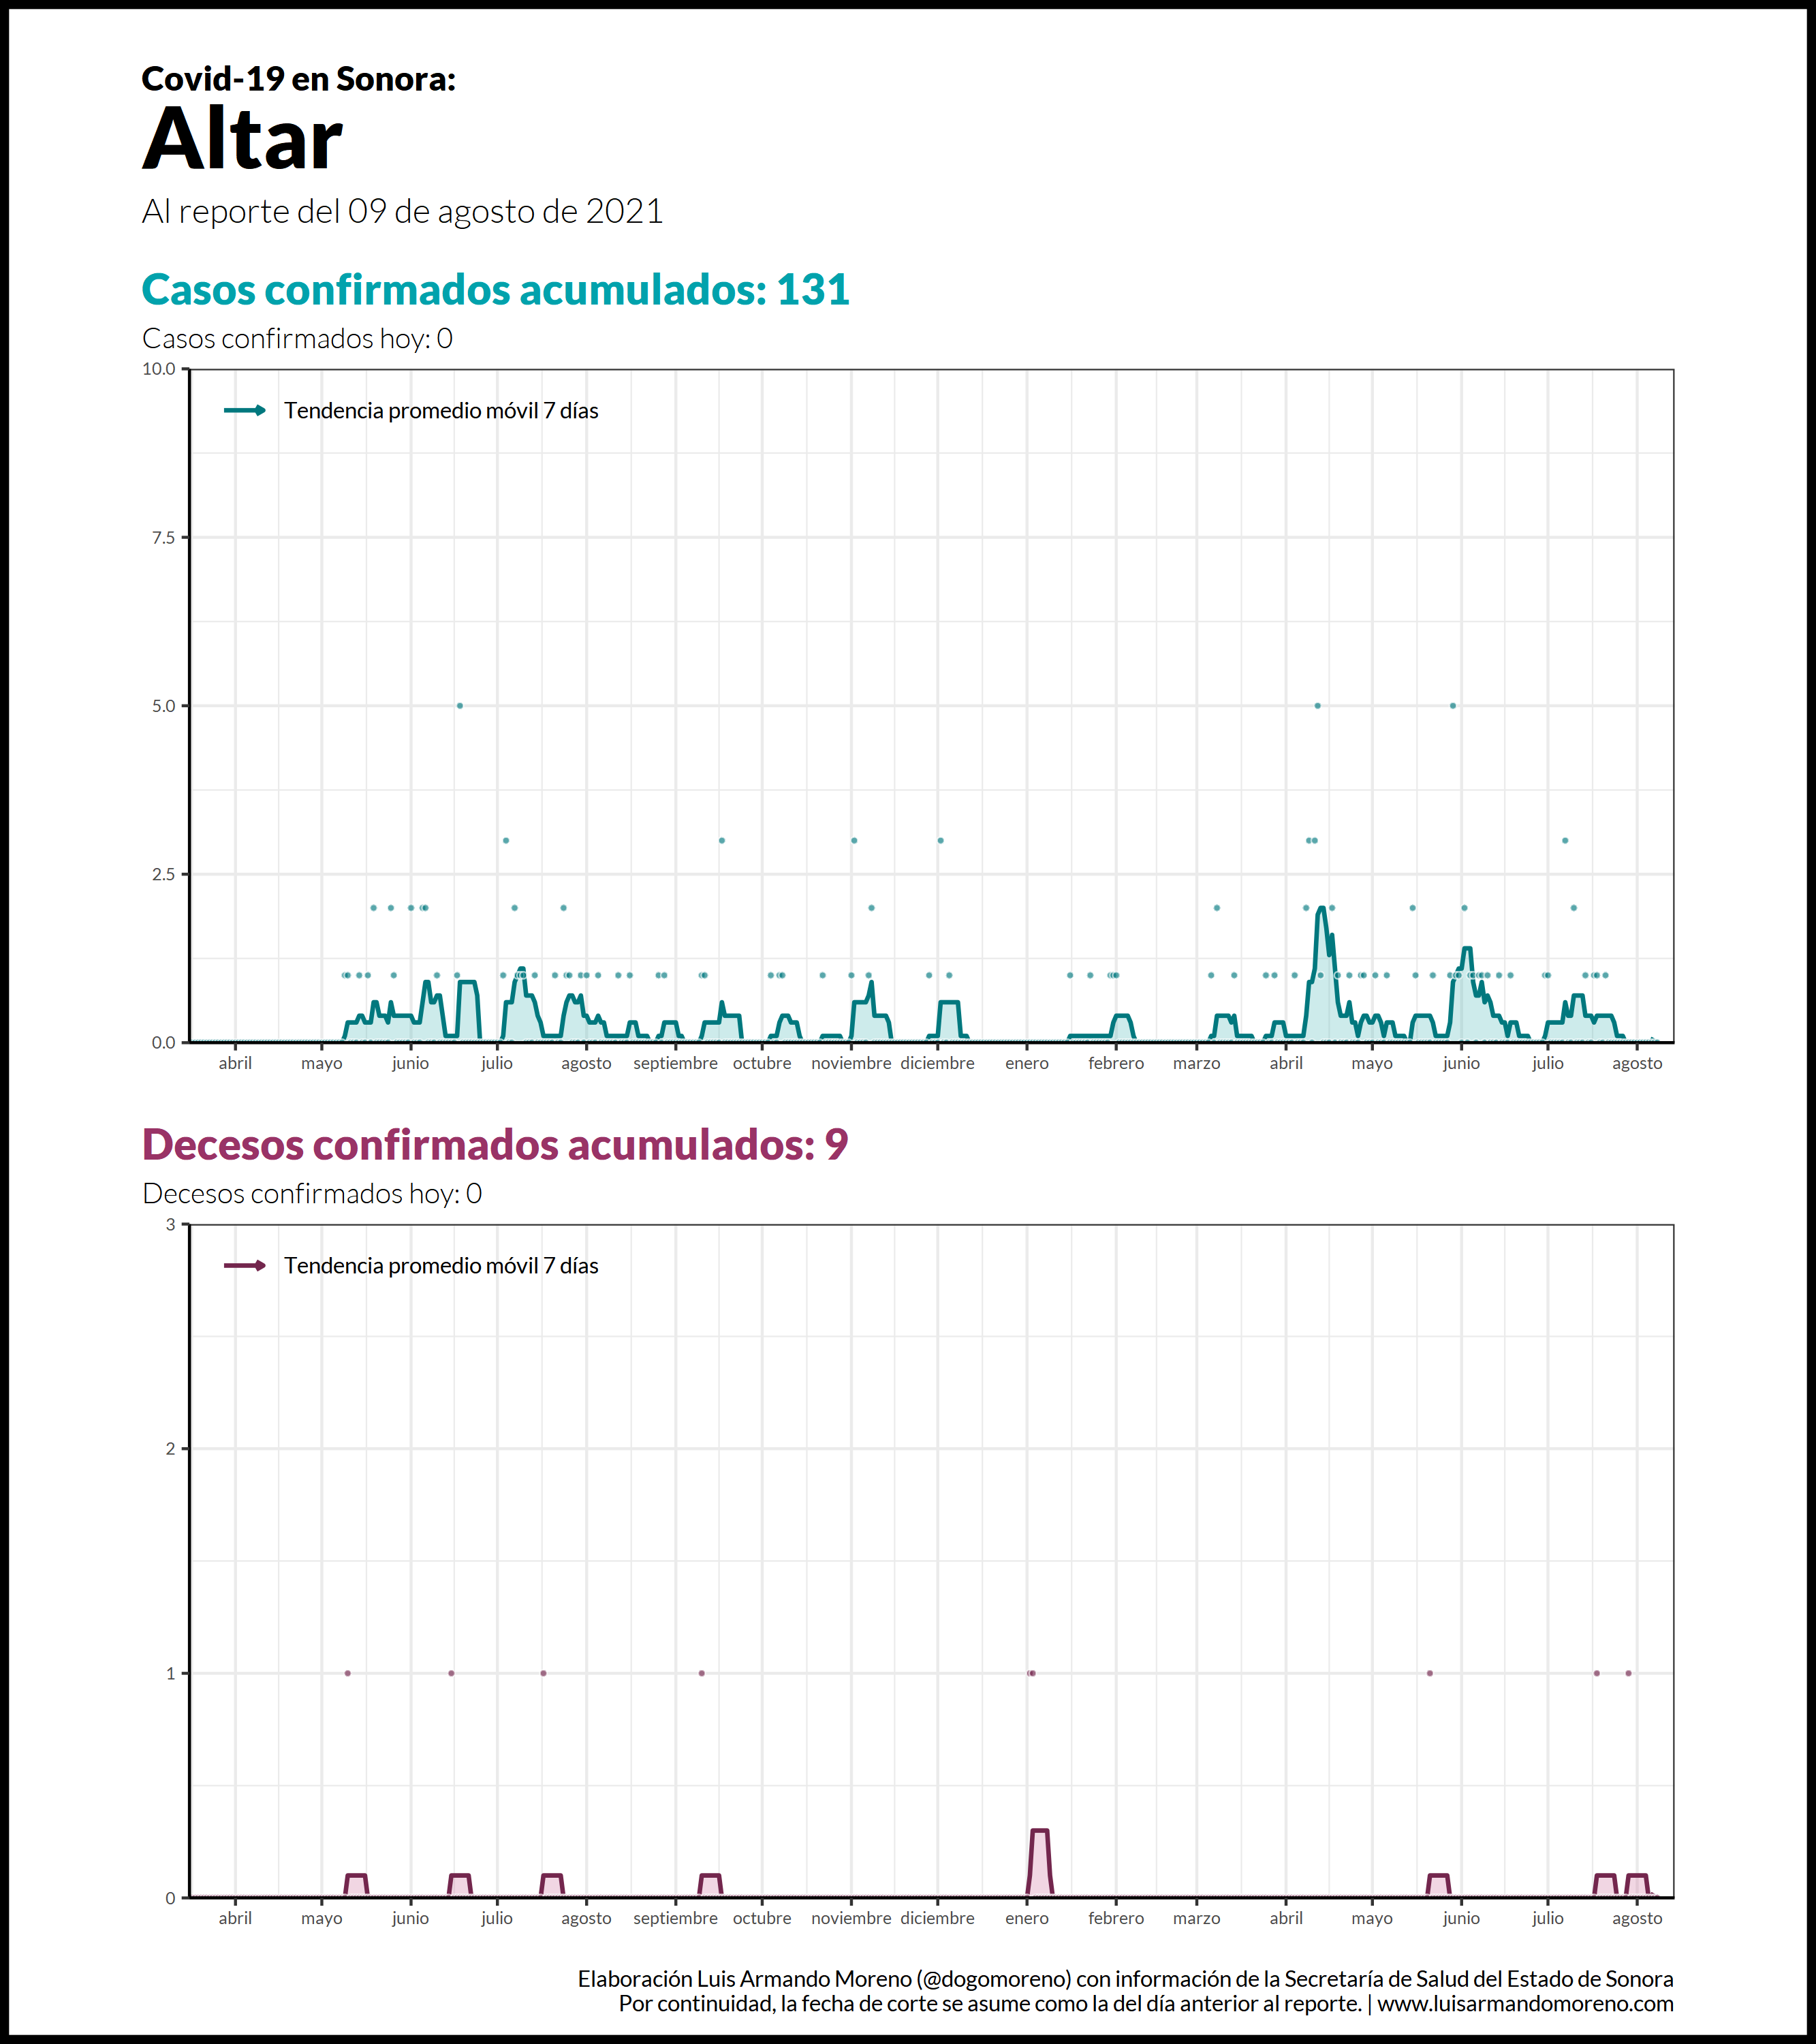 Covid-19 en Sonora:
Altar
Al reporte del 09 de agosto de 2021
Casos confirmados acumulados: 131
Casos confirmados hoy: 0
10.0
Tendencia promedio móvil 7 días
7.5
5.0
2.5
0.0
abril mayo junio julio agosto septiembre octubre noviembre diciembre enero febrero marzo abril mayo junio julio agosto
Decesos confirmados acumulados: 9
Decesos confirmados hoy: 0
3
Tendencia promedio móvil 7 días
2
1
0
abril mayo junio julio agosto septiembre octubre noviembre diciembre enero febrero marzo abril mayo junio julio agosto
Elaboración Luis Armando Moreno (@dogomoreno) con información de la Secretaría de Salud del Estado de Sonora
Por continuidad, la fecha de corte se asume como la del día anterior al reporte. | www.luisarmandomoreno.com